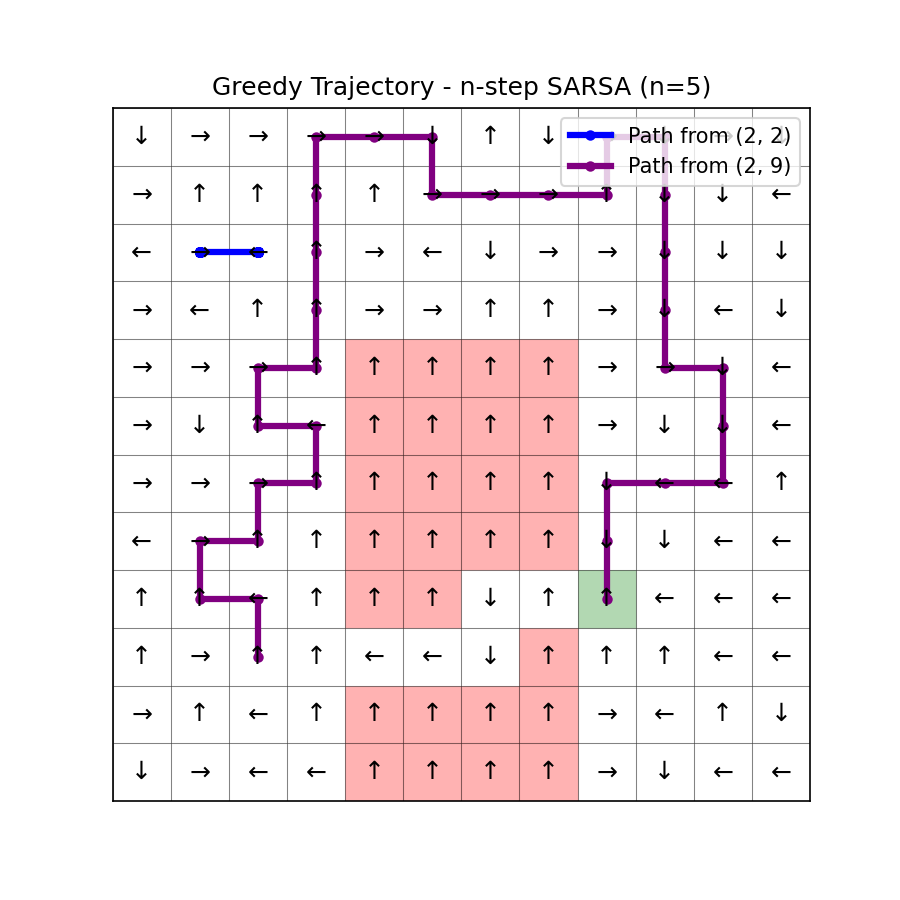 Greedy Trajectory - n-step SARSA (n=5)
Path from (2, 2)
Path from (2, 9)